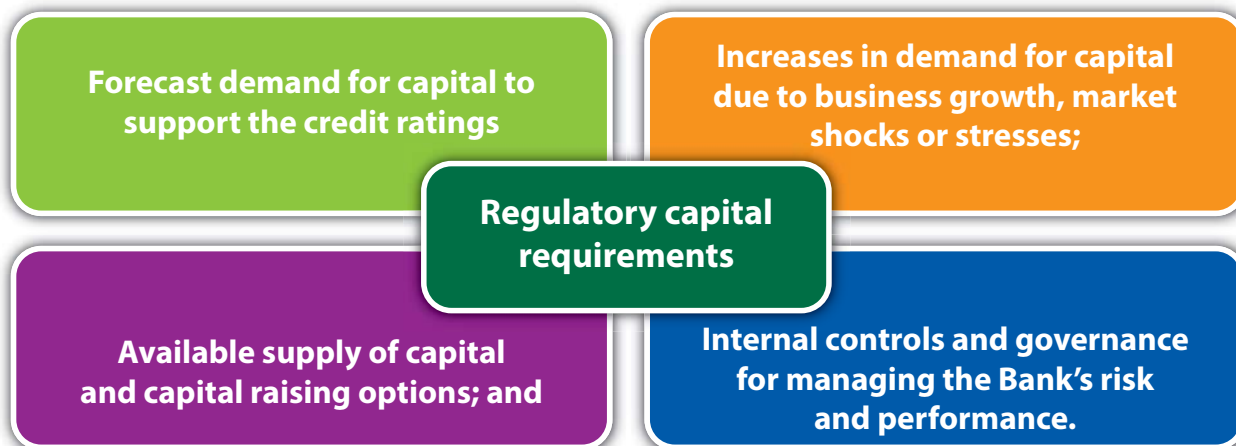 Forecast demand for capital to
support the credit ratings
Increases in demand for capital
due to business growth, market
shocks or stresses;
Regulatory capital
requirements
Available supply of capital
and capital raising options; and
Internal controls and governance
for managing the Bank’s risk
and performance.